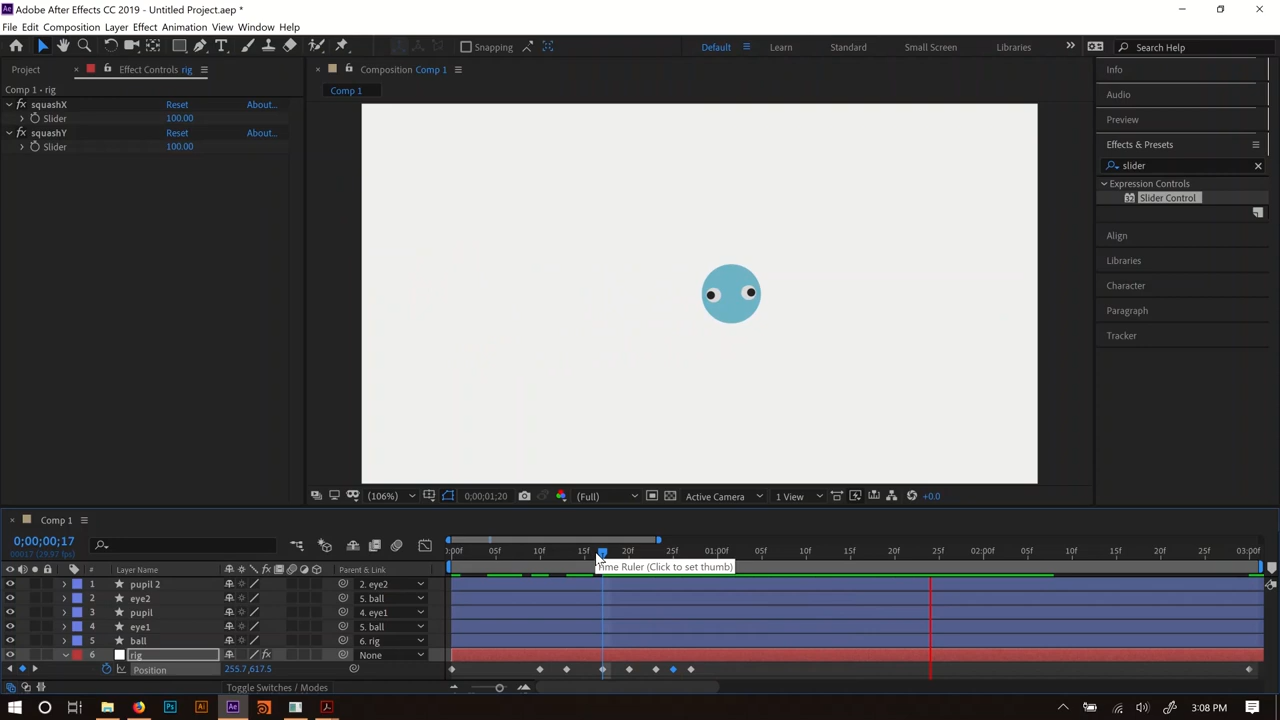 Adobe After Effects CC 2019 - Untitled Project.aep *
File Edit Composition Layer Effect Animation View Window Help
Snapping
Default
Learn
Standard
Small Screen
Libraries
Search Help
Project
Effect Controls rig
Composition Comp 1
Info
Comp 1 • rig
Comp 1
Audio
squashX Reset About...
Slider 100.00
squashY Reset About...
Slider 100.00
Preview
Effects & Presets
slider
Expression Controls
Slider Control
Align
Libraries
Character
Paragraph
Tracker
(106%)
0;00;01;20
(Full)
Active Camera
1 View
+0.0
Comp 1
0;00;00;17
00017 (29.97 fps)
05f 10f 15f 20f 25f 01:00f 05f 10f 15f 20f 25f 02:00f 05f 10f 15f 20f 25f 03:00f
Time Ruler (Click to set thumb)
# Layer Name Parent & Link
1 pupil 2 2. eye2
2 eye2 5. ball
3 pupil 4. eye1
4 eye1 5. ball
5 ball 6. rig
6 rig None
Position 255.7,617.5
Toggle Switches / Modes
3:08 PM